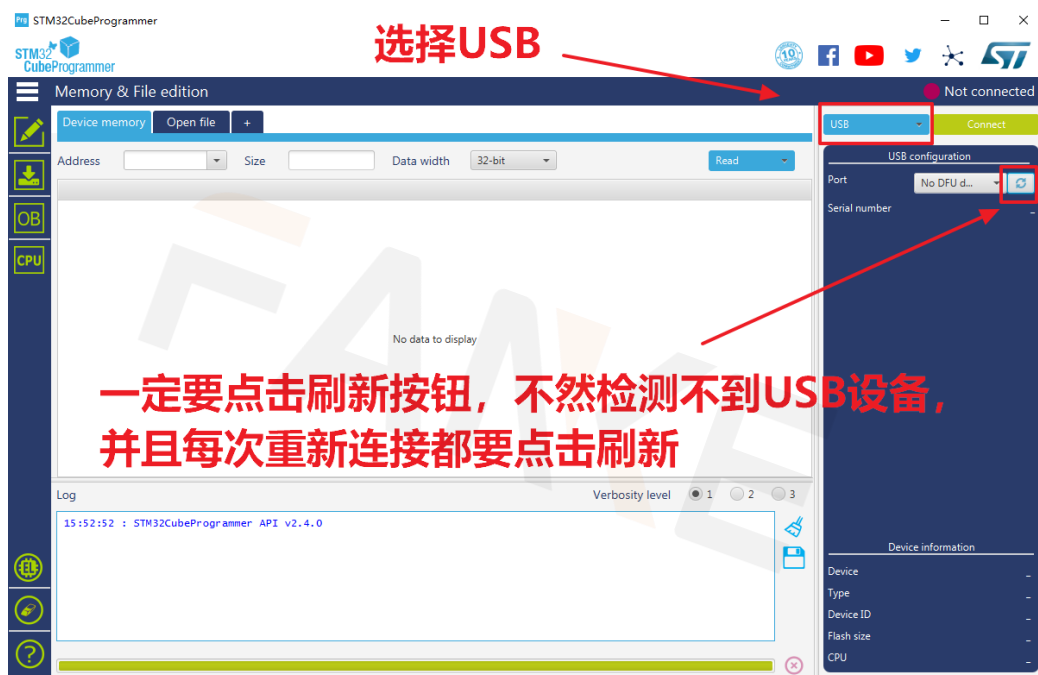 Prg STM32CubeProgrammer
STM32
CubeProgrammer
选择USB
10
ST
Memory & File edition
Not connected
Device memory Open file +
USB Connect
Address Size Data width 32-bit Read
USB configuration
Port No DFU d...
Serial number -
OB
CPU
No data to display
FANKE
一定要点击刷新按钮，不然检测不到USB设备，
并且每次重新连接都要点击刷新
Log Verbosity level 1 2 3
15:52:52 : STM32CubeProgrammer API v2.4.0
Device information
Device -
Type -
Device ID -
Flash size -
CPU -
?